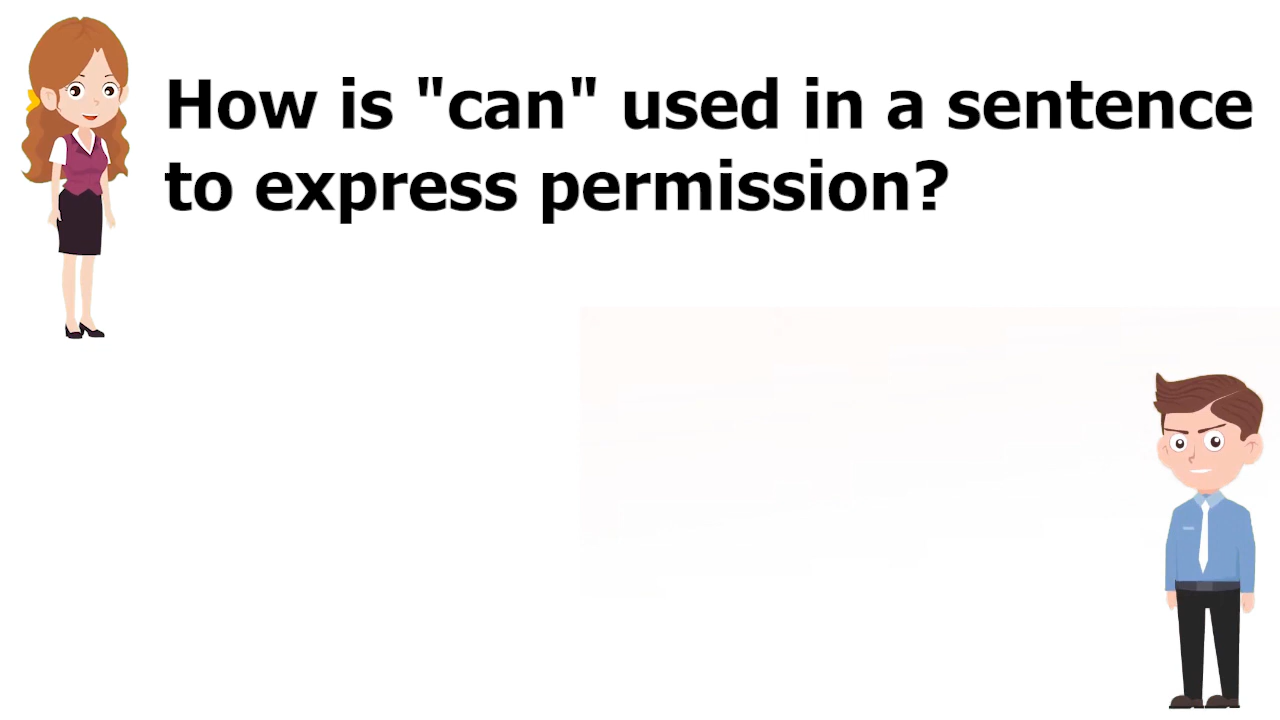 How is "can" used in a sentence
to express permission?